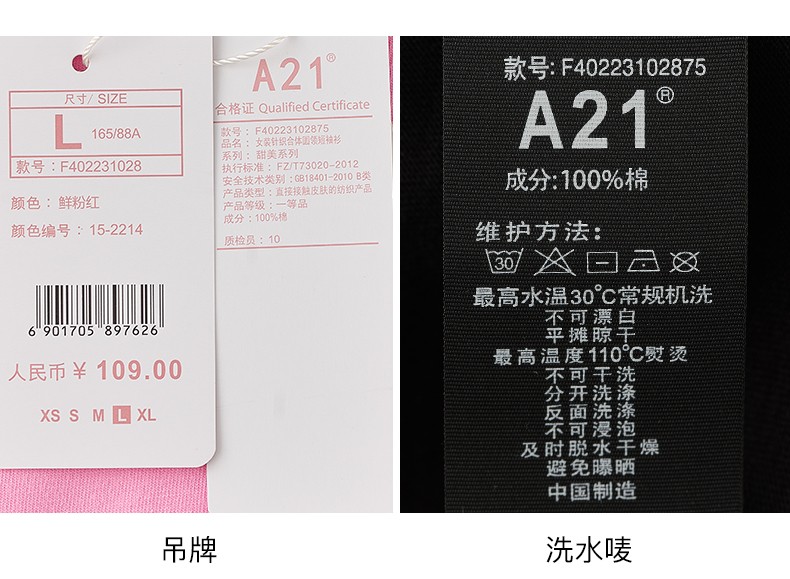 尺寸/ SIZE
L 165/88A
款号：F402231028
颜色：鲜粉红
颜色编号：15-2214
6 901705 897626
人民币￥109.00
XS S M L XL
A21®
合格证 Qualified Certificate
款号：F40223102875
品名：女装针织合体圆领短袖衫
系列：甜美系列
执行标准：FZ/T73020-2012
安全技术类别：GB18401-2010 B类
产品类型：直接接触皮肤的纺织产品
产品等级：一等品
成分：100%棉
质检员：10
款号：F40223102875
A21®
成分：100%棉
维护方法：
30
最高水温30°C常规机洗
不可漂白
平摊晾干
最高温度110°C熨烫
不可干洗
分开洗涤
反面洗涤
不可浸泡
及时脱水干燥
避免曝晒
中国制造
吊牌
洗水唛